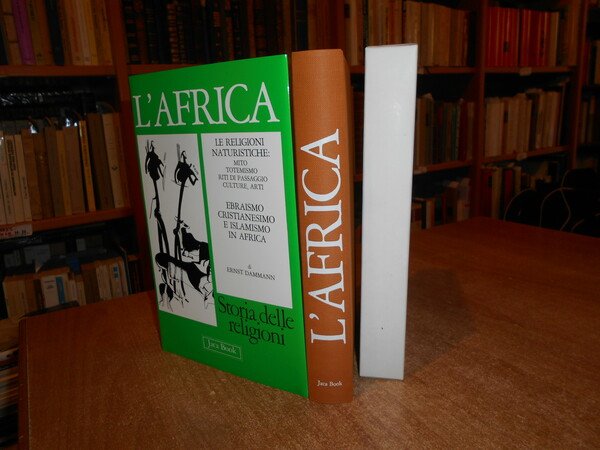 L'AFRICA
LE RELIGIONI
NATURISTICHE:
MITO
TOTEMISMO
RITI DI PASSAGGIO
CULTURE, ARTI
EBRAISMO
CRISTIANESIMO
E ISLAMISMO
IN AFRICA
di
ERNST DAMMANN
Storia delle
religioni
Jaca Book
L'AFRICA
Jaca Book